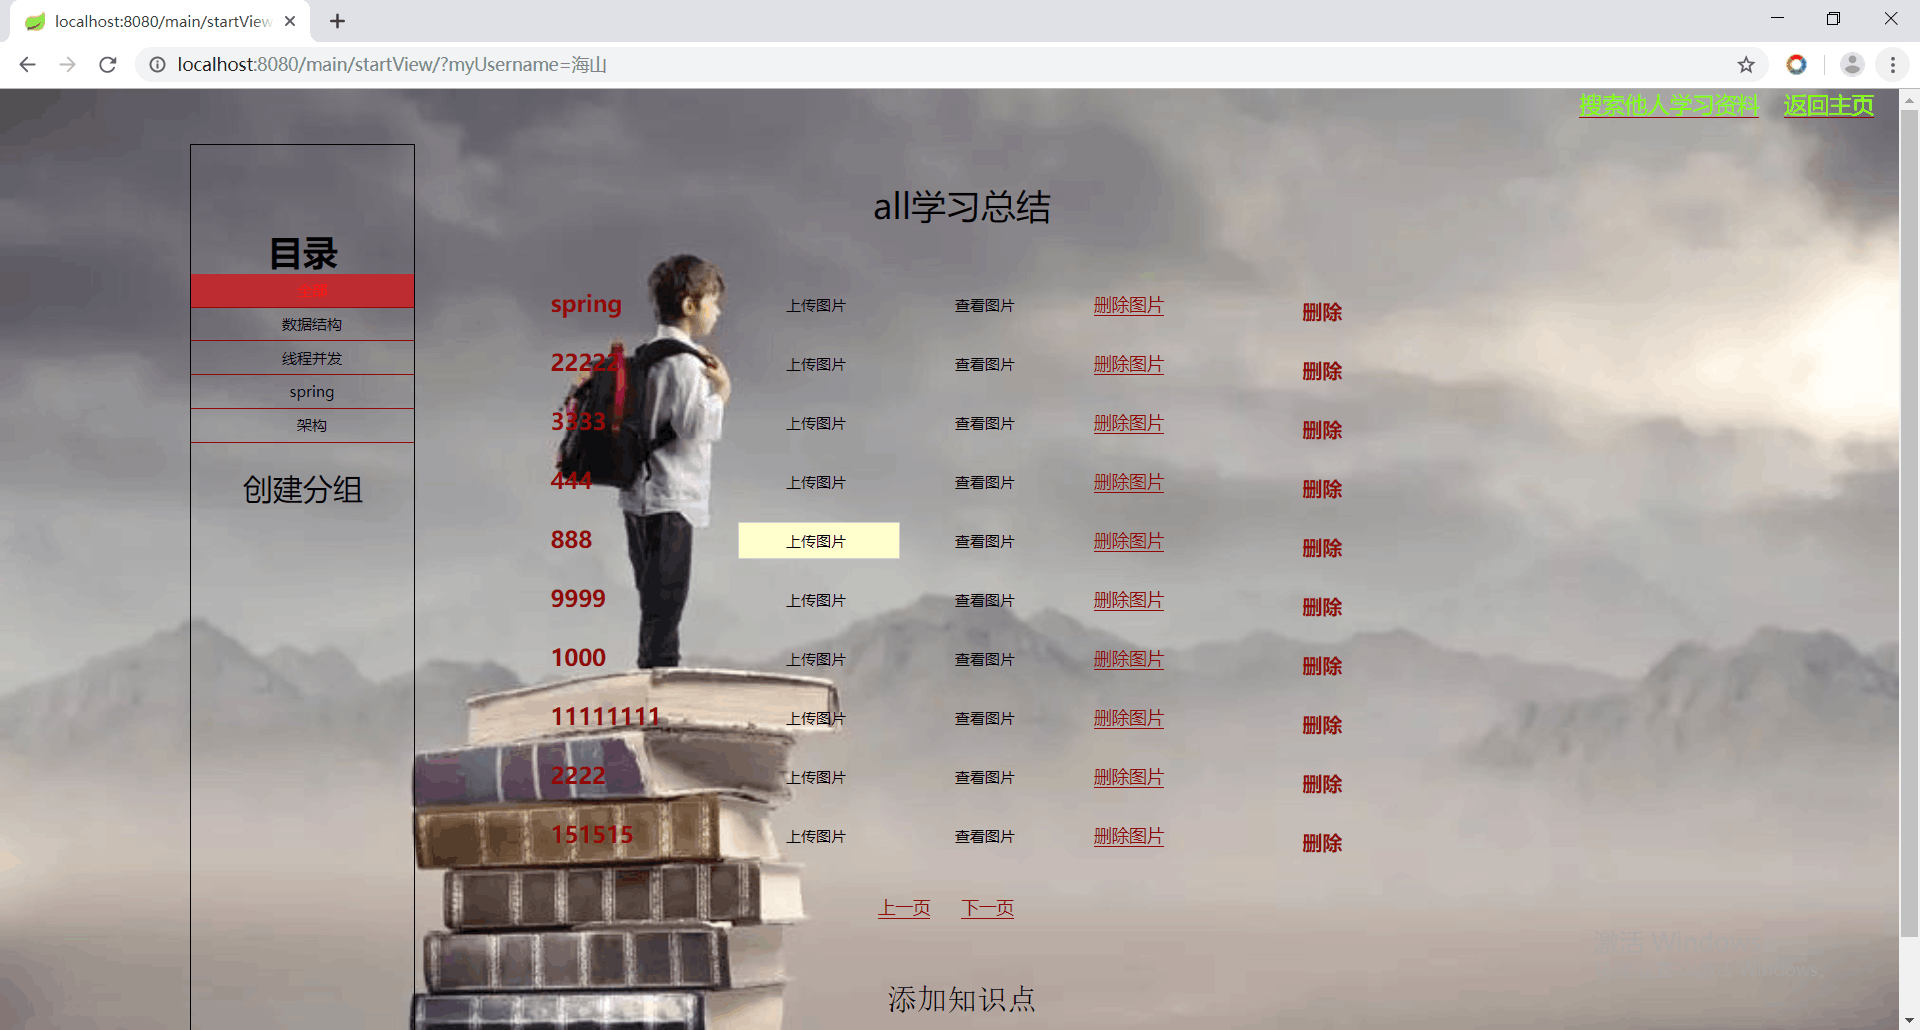 localhost:8080/main/startView
localhost:8080/main/startView/?myUsername=海山
搜索他人学习资料 返回主页
all学习总结
目录
数据结构
线程并发
spring
架构
创建分组
spring 上传图片 查看图片 删除图片 删除
22222 上传图片 查看图片 删除图片 删除
3333 上传图片 查看图片 删除图片 删除
444 上传图片 查看图片 删除图片 删除
888 上传图片 查看图片 删除图片 删除
9999 上传图片 查看图片 删除图片 删除
1000 上传图片 查看图片 删除图片 删除
11111111 上传图片 查看图片 删除图片 删除
2222 上传图片 查看图片 删除图片 删除
151515 上传图片 查看图片 删除图片 删除
上一页 下一页
激活 Windows
添加知识点